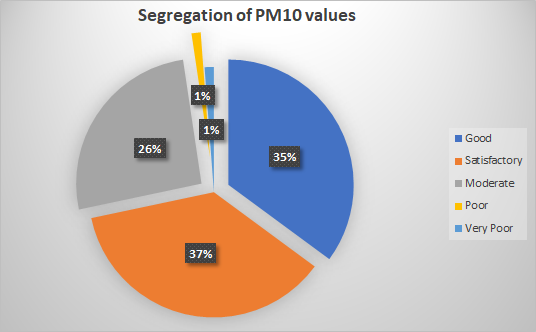 Segregation of PM10 values
1%
1%
35%
26%
37%
Good
Satisfactory
Moderate
Poor
Very Poor